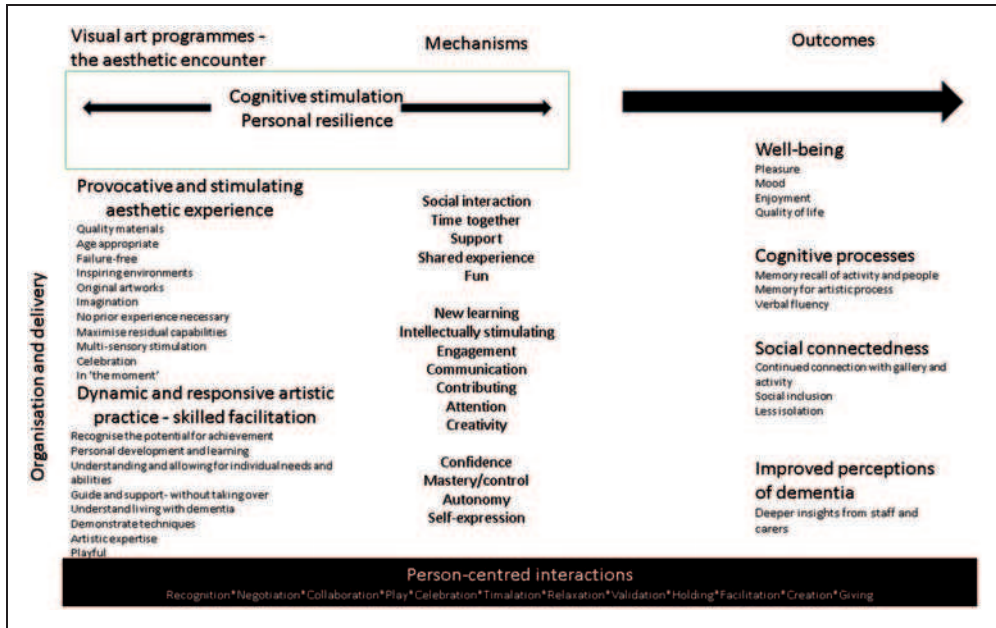 Visual art programmes -
the aesthetic encounter
Mechanisms
Outcomes
Cognitive stimulation
Personal resilience
Organisation and delivery
Provocative and stimulating
aesthetic experience
Quality materials
Age appropriate
Failure-free
Inspiring environments
Original artworks
Imagination
No prior experience necessary
Maximise residual capabilities
Multi-sensory stimulation
Celebration
In 'the moment'
Dynamic and responsive artistic
practice - skilled facilitation
Recognise the potential for achievement
Personal development and learning
Understanding and allowing for individual needs and
abilities
Guide and support- without taking over
Understand living with dementia
Demonstrate techniques
Artistic expertise
Playful
Social interaction
Time together
Support
Shared experience
Fun
New learning
Intellectually stimulating
Engagement
Communication
Contributing
Attention
Creativity
Confidence
Mastery/control
Autonomy
Self-expression
Well-being
Pleasure
Mood
Enjoyment
Quality of life
Cognitive processes
Memory recall of activity and people
Memory for artistic process
Verbal fluency
Social connectedness
Continued connection with gallery and
activity
Social inclusion
Less isolation
Improved perceptions
of dementia
Deeper insights from staff and
carers
Person-centred interactions
Recognition*Negotiation*Collaboration*Play*Celebration*Timalation*Relaxation*Validation*Holding*Facilitation*Creation*Giving